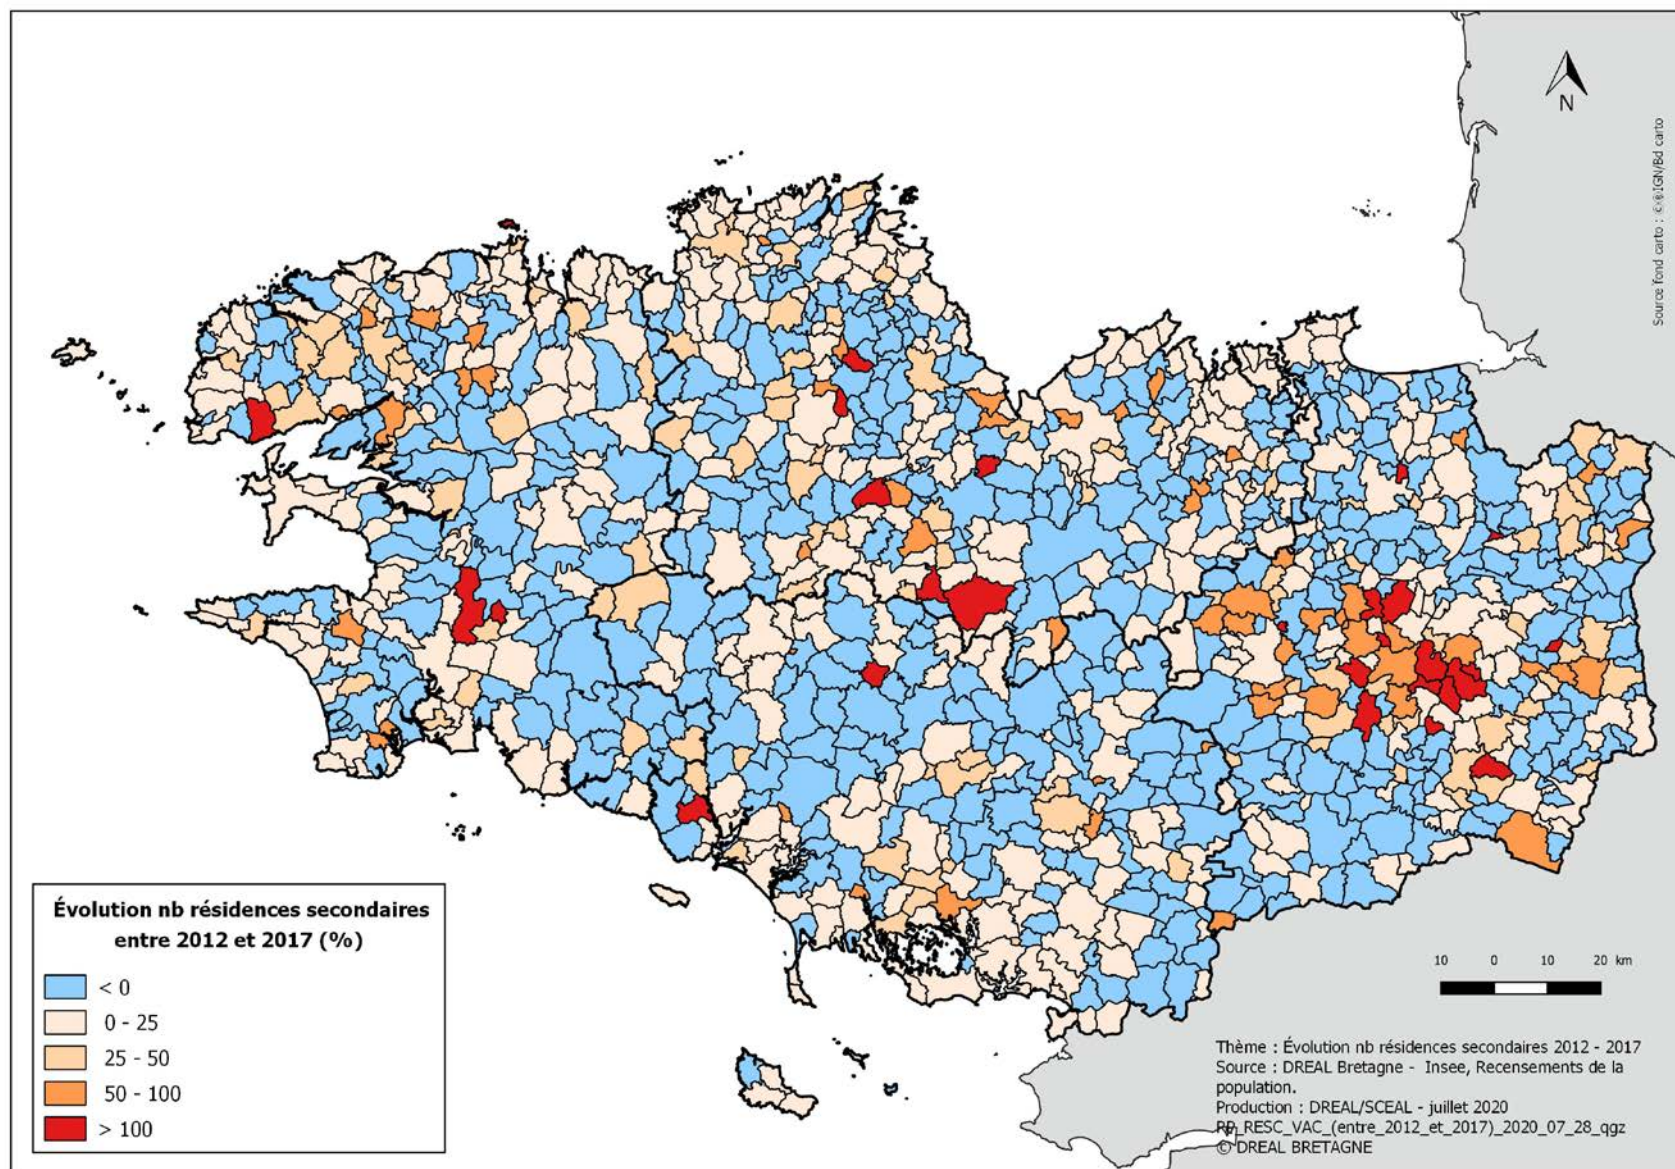 N
Source fond carto : ©®IGN/Bd carto
Évolution nb résidences secondaires
entre 2012 et 2017 (%)
< 0
0 - 25
25 - 50
50 - 100
> 100
10 0 10 20 km
Thème : Évolution nb résidences secondaires 2012 - 2017
Source : DREAL Bretagne - Insee, Recensements de la
population.
Production : DREAL/SCEAL - juillet 2020
RP_RESC_VAC_(entre_2012_et_2017)_2020_07_28_qgz
© DREAL BRETAGNE